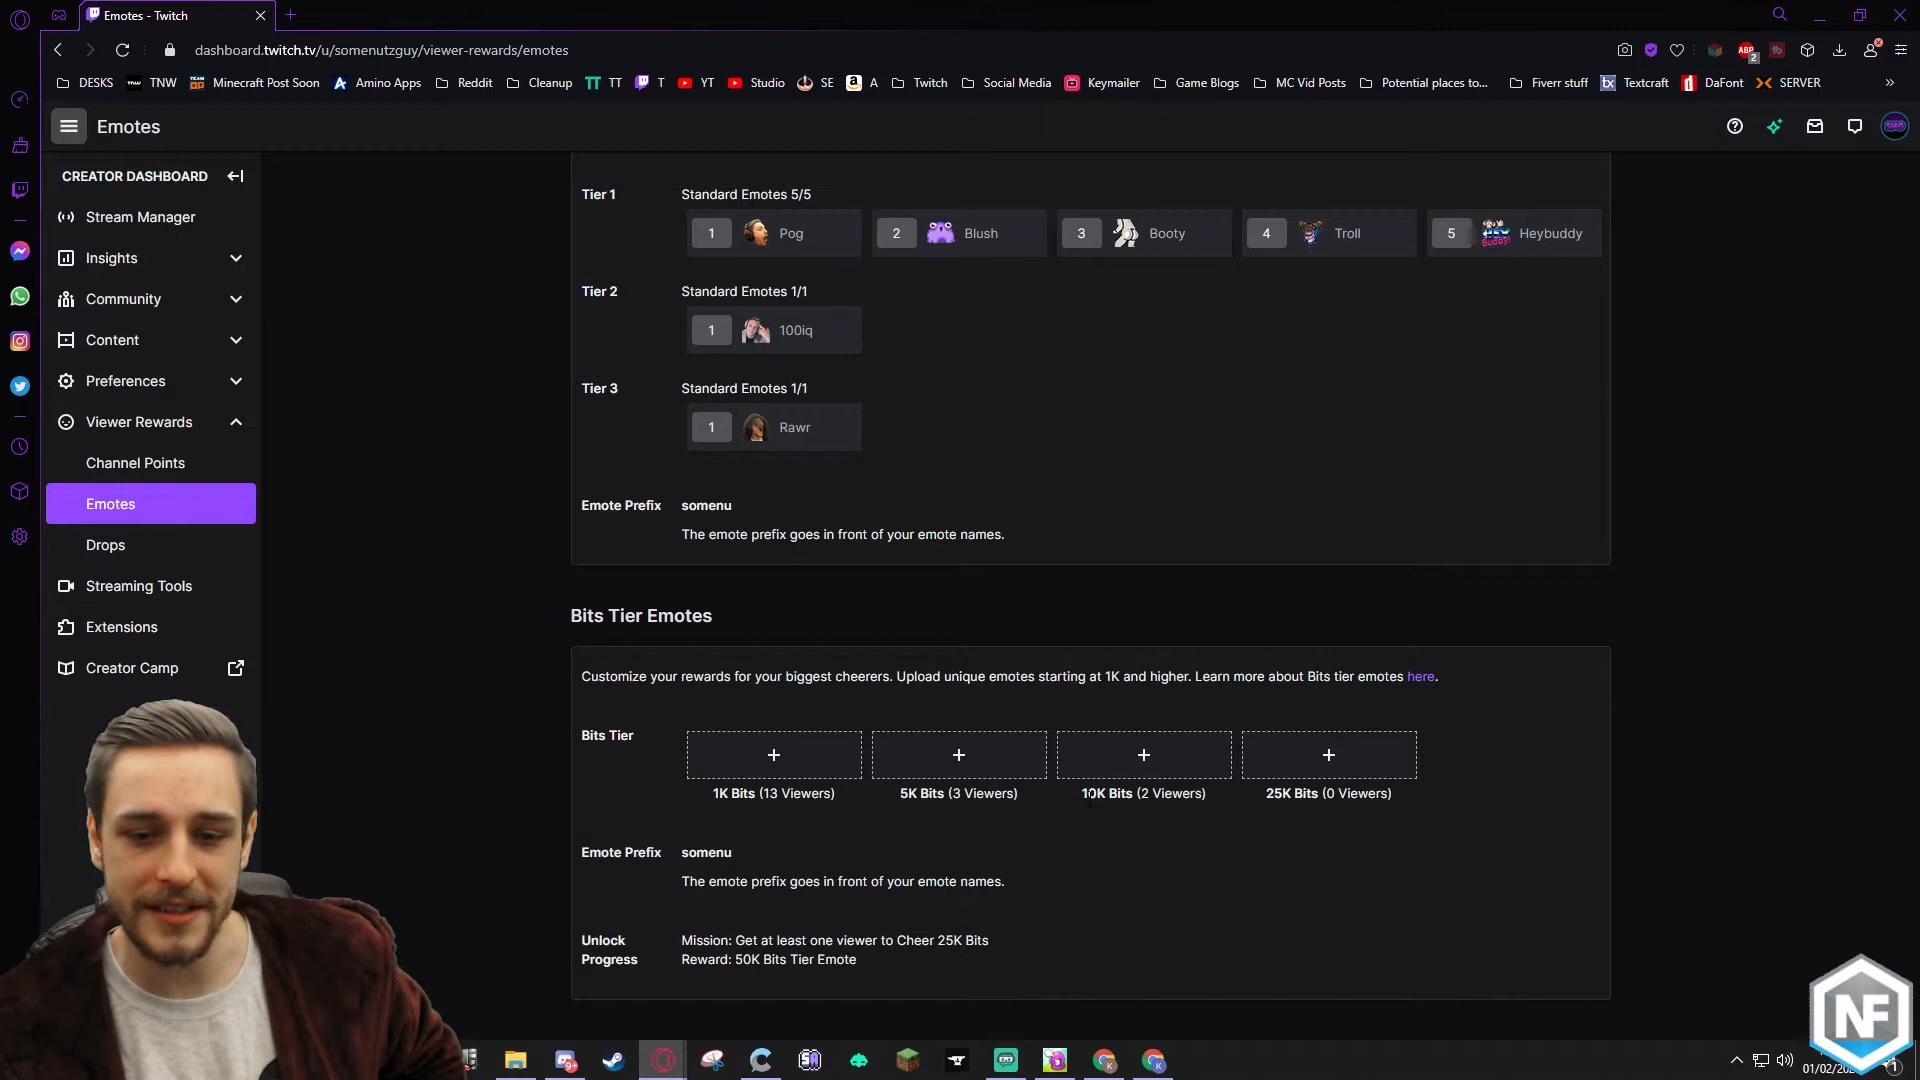 Emotes - Twitch
dashboard.twitch.tv/u/somenutzguy/viewer-rewards/emotes
ABP
2
DESKS TNW Minecraft Post Soon Amino Apps Reddit Cleanup TT T YT Studio SE A Twitch Social Media Keymailer Game Blogs MC Vid Posts Potential places to... Fiverr stuff Textcraft DaFont SERVER
Emotes
CREATOR DASHBOARD
Stream Manager
Insights
Community
Content
Preferences
Viewer Rewards
Channel Points
Emotes
Drops
Streaming Tools
Extensions
Creator Camp
Tier 1 Standard Emotes 5/5
1 Pog 2 Blush 3 Booty 4 Troll 5 Heybuddy
Tier 2 Standard Emotes 1/1
1 100iq
Tier 3 Standard Emotes 1/1
1 Rawr
Emote Prefix somenu
The emote prefix goes in front of your emote names.
Bits Tier Emotes
Customize your rewards for your biggest cheerers. Upload unique emotes starting at 1K and higher. Learn more about Bits tier emotes here.
Bits Tier
1K Bits (13 Viewers) 5K Bits (3 Viewers) 10K Bits (2 Viewers) 25K Bits (0 Viewers)
Emote Prefix somenu
The emote prefix goes in front of your emote names.
Unlock Progress
Mission: Get at least one viewer to Cheer 25K Bits
Reward: 50K Bits Tier Emote
NF